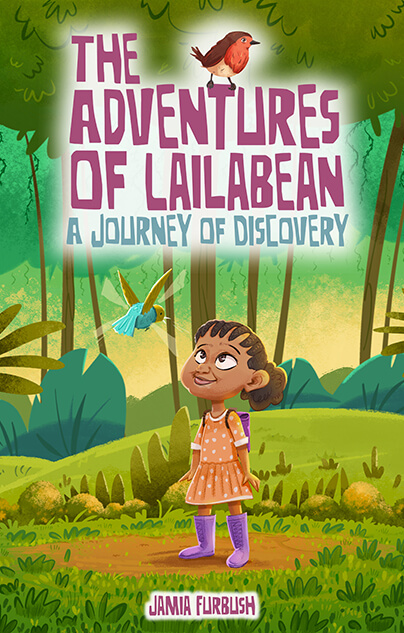 THE
ADVENTURES
OF LAILABEAN
A JOURNEY OF DISCOVERY
JAMIA FURBUSH